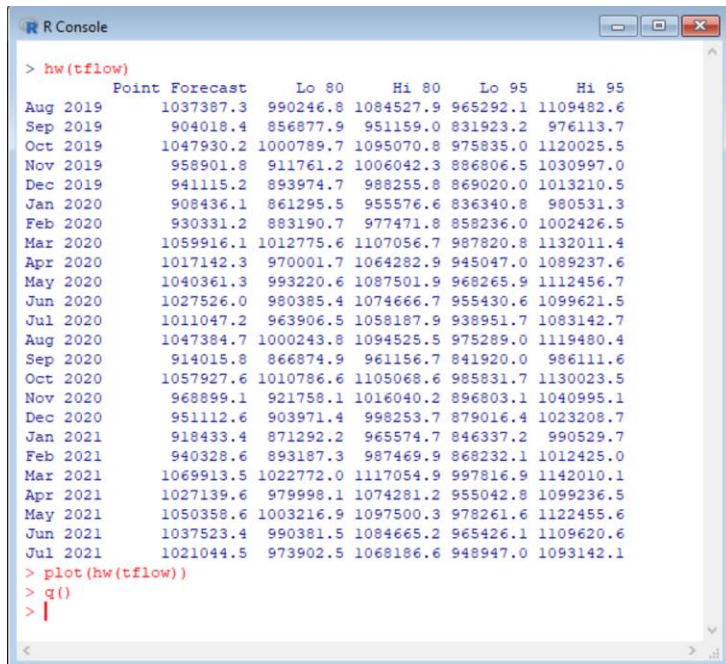 R Console
> hw(tflow)
Point Forecast Lo 80 Hi 80 Lo 95 Hi 95
Aug 2019 1037387.3 990246.8 1084527.9 965292.1 1109482.6
Sep 2019 904018.4 856877.9 951159.0 831923.2 976113.7
Oct 2019 1047930.2 1000789.7 1095070.8 975835.0 1120025.5
Nov 2019 958901.8 911761.2 1006042.3 886806.5 1030997.0
Dec 2019 941115.2 893974.7 988255.8 869020.0 1013210.5
Jan 2020 908436.1 861295.5 955576.6 836340.8 980531.3
Feb 2020 930331.2 883190.7 977471.8 858236.0 1002426.5
Mar 2020 1059916.1 1012775.6 1107056.7 987820.8 1132011.4
Apr 2020 1017142.3 970001.7 1064282.9 945047.0 1089237.6
May 2020 1040361.3 993220.6 1087501.9 968265.9 1112456.7
Jun 2020 1027526.0 980385.4 1074666.7 955430.6 1099621.5
Jul 2020 1011047.2 963906.5 1058187.9 938951.7 1083142.7
Aug 2020 1047384.7 1000243.8 1094525.5 975289.0 1119480.4
Sep 2020 914015.8 866874.9 961156.7 841920.0 986111.6
Oct 2020 1057927.6 1010786.6 1105068.6 985831.7 1130023.5
Nov 2020 968899.1 921758.1 1016040.2 896803.1 1040995.1
Dec 2020 951112.6 903971.4 998253.7 879016.4 1023208.7
Jan 2021 918433.4 871292.2 965574.7 846337.2 990529.7
Feb 2021 940328.6 893187.3 987469.9 868232.1 1012425.0
Mar 2021 1069913.5 1022772.0 1117054.9 997816.9 1142010.1
Apr 2021 1027139.6 979998.1 1074281.2 955042.8 1099236.5
May 2021 1050358.6 1003216.9 1097500.3 978261.6 1122455.6
Jun 2021 1037523.4 990381.5 1084665.2 965426.1 1109620.6
Jul 2021 1021044.5 973902.5 1068186.6 948947.0 1093142.1
> plot(hw(tflow))
> q()
>